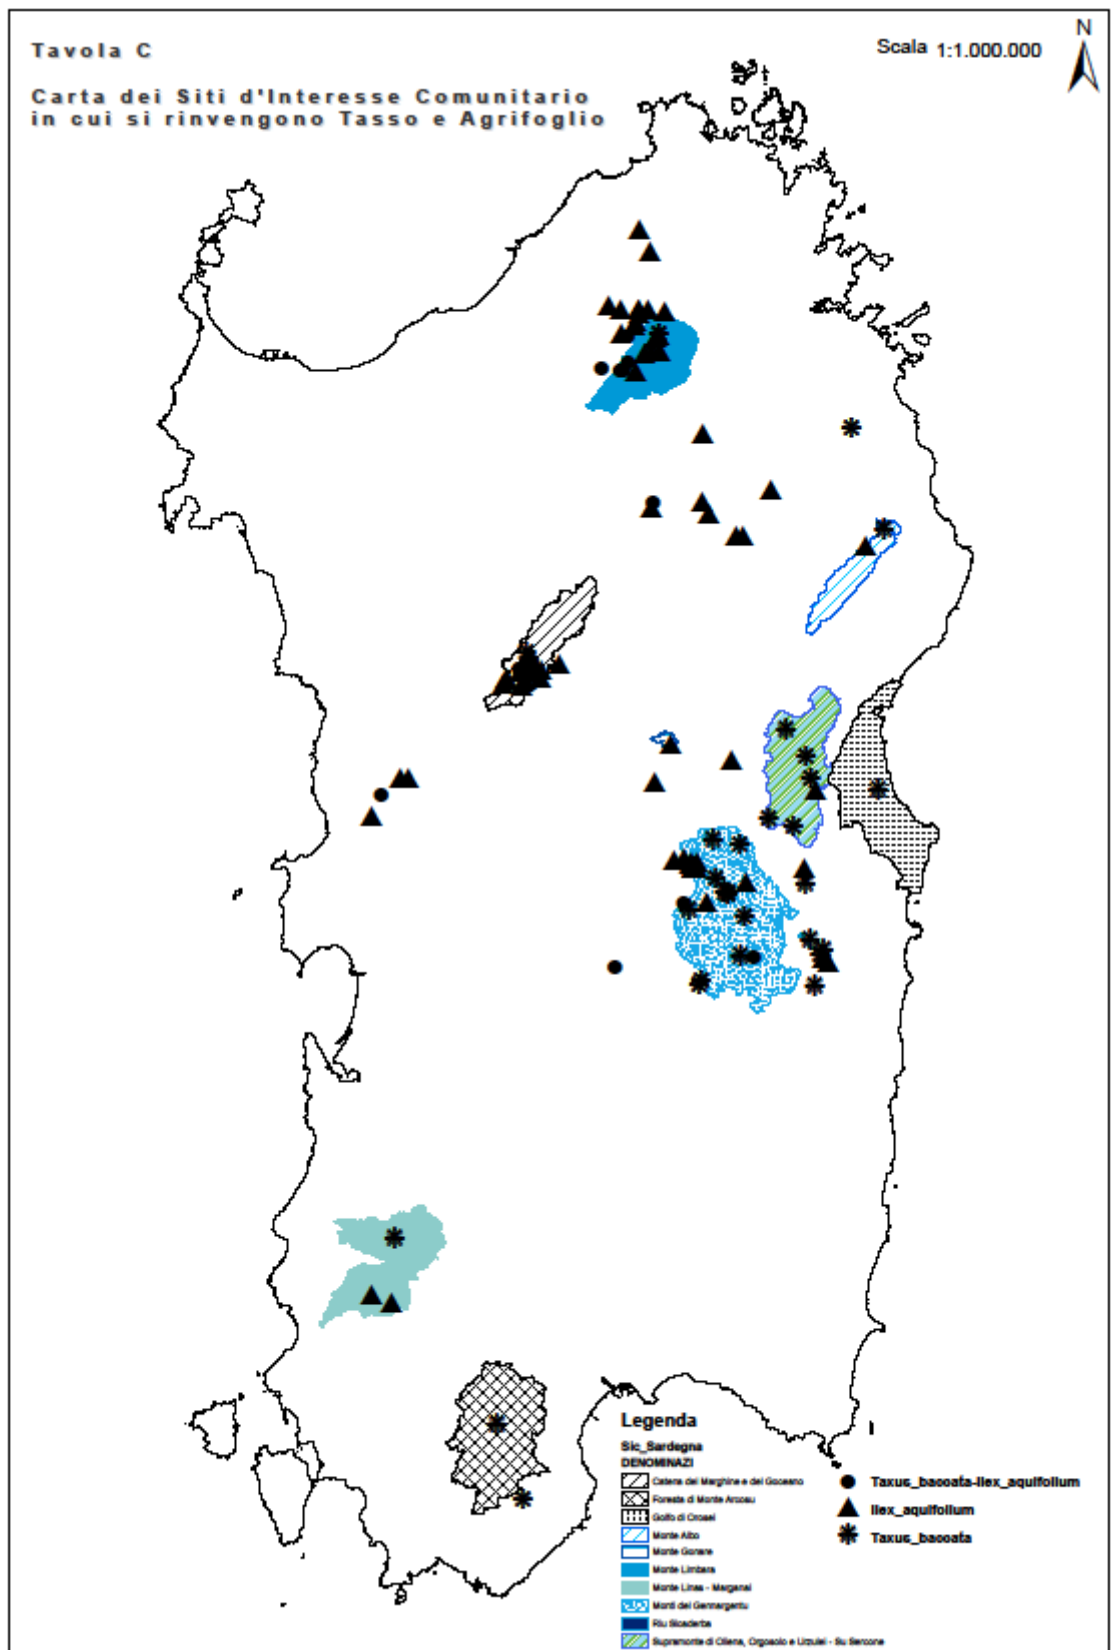 Tavola C
Scala 1:1.000.000
N
Carta dei Siti d'Interesse Comunitario
in cui si rinvengono Tasso e Agrifoglio
Legenda
Sic_Sardegna
DENOMINAZI
Catena del Marghine e del Goceano
Foresta di Monte Arcosu
Golfo di Orosei
Monte Albo
Monte Gonare
Monte Limbara
Monte Linas - Marganai
Monti del Gennargentu
Riu Sicaderba
Supramonte di Oliena, Orgosolo e Urzulei - Su Sercone
Taxus_baccata-Ilex_aquifolium
Ilex_aquifolium
Taxus_baccata